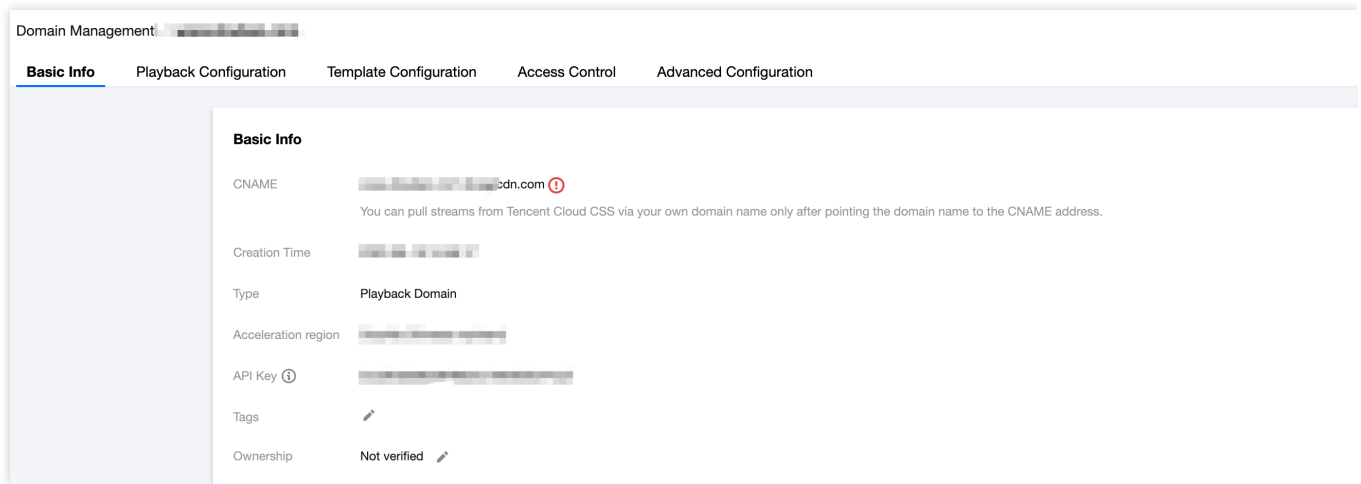 Domain Management
Basic Info Playback Configuration Template Configuration Access Control Advanced Configuration
Basic Info
CNAME cdn.com
You can pull streams from Tencent Cloud CSS via your own domain name only after pointing the domain name to the CNAME address.
Creation Time
Type Playback Domain
Acceleration region
API Key
Tags
Ownership Not verified